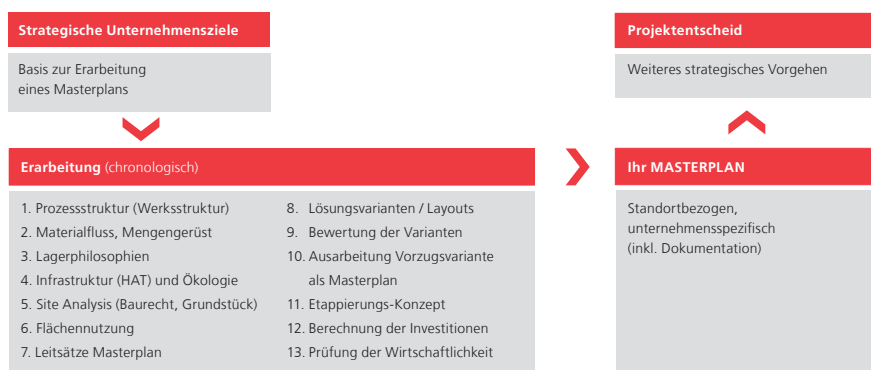 Strategische Unternehmensziele
Basis zur Erarbeitung
eines Masterplans
Erarbeitung (chronologisch)
1. Prozessstruktur (Werksstruktur)
2. Materialfluss, Mengengerüst
3. Lagerphilosophien
4. Infrastruktur (HAT) und Ökologie
5. Site Analysis (Baurecht, Grundstück)
6. Flächennutzung
7. Leitsätze Masterplan
8. Lösungsvarianten / Layouts
9. Bewertung der Varianten
10. Ausarbeitung Vorzugsvariante
als Masterplan
11. Etappierungs-Konzept
12. Berechnung der Investitionen
13. Prüfung der Wirtschaftlichkeit
Ihr MASTERPLAN
Standortbezogen,
unternehmensspezifisch
(inkl. Dokumentation)
Projektentscheid
Weiteres strategisches Vorgehen